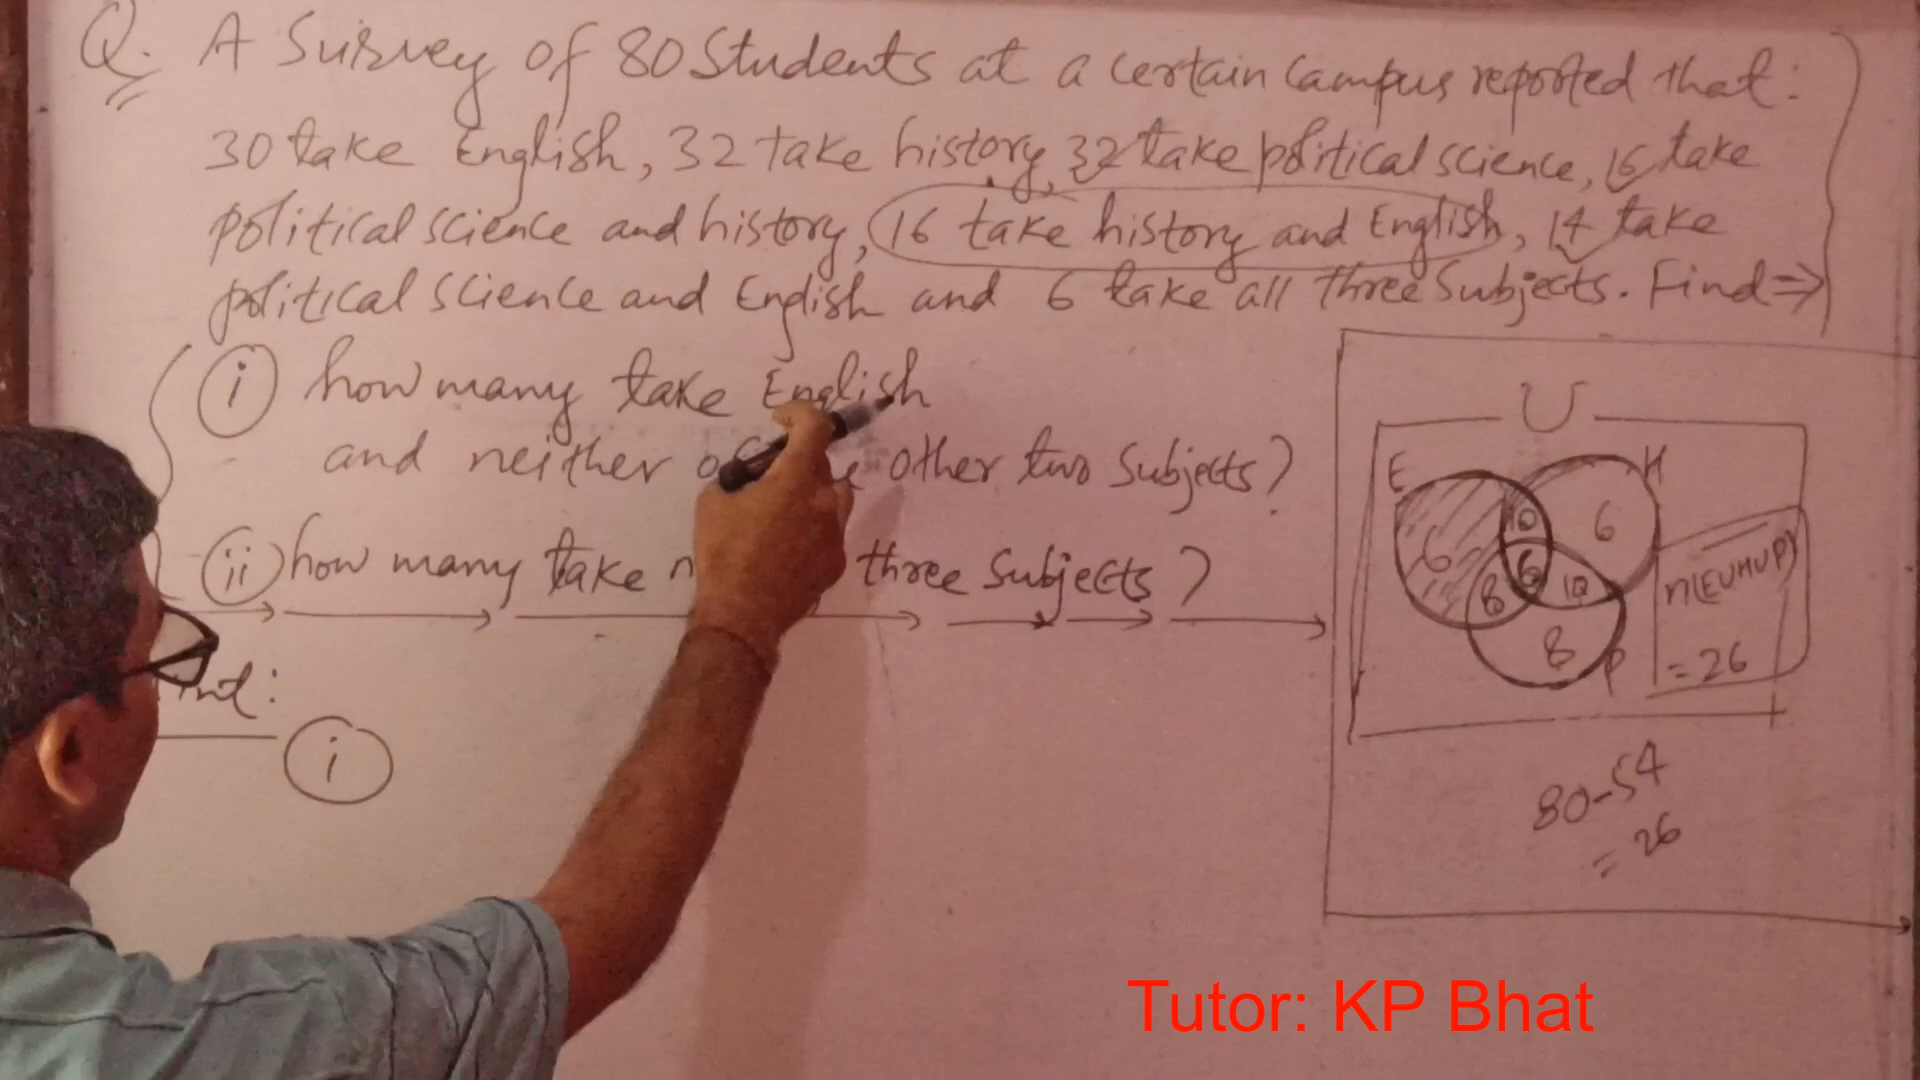 Q. A Survey of 80 Students at a certain campus reported that:
30 take English, 32 take history, 32 take political science, 16 take
political science and history, 16 take history and English, 14 take
political science and English and 6 take all three Subjects. Find ⇒
i how many take English
and neither other two Subjects?
ii how many take three Subjects?
i
U
E H
10 6
6
6
8 10
8 P
n(EUHUP)'
= 26
80-54
= 26
Tutor: KP Bhat